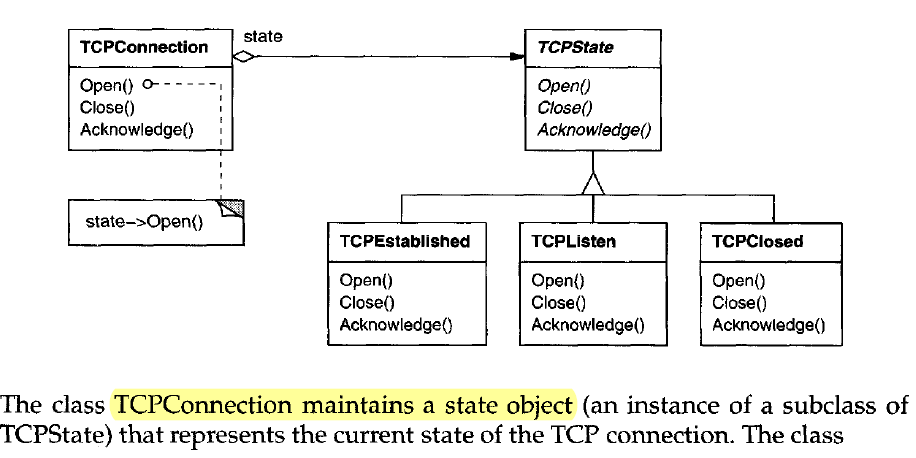 TCPConnection
Open()
Close()
Acknowledge()
state
TCPState
Open()
Close()
Acknowledge()
state->Open()
TCPEstablished
Open()
Close()
Acknowledge()
TCPListen
Open()
Close()
Acknowledge()
TCPClosed
Open()
Close()
Acknowledge()
The class TCPConnection maintains a state object (an instance of a subclass of
TCPState) that represents the current state of the TCP connection. The class